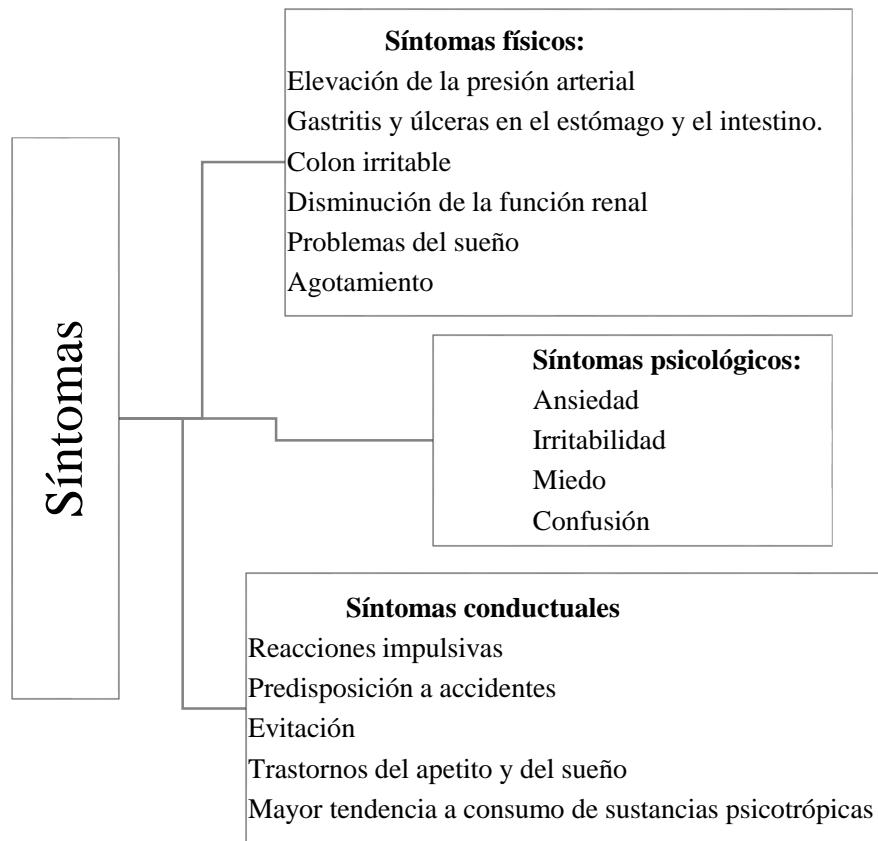 Síntomas
Síntomas físicos:
Elevación de la presión arterial
Gastritis y úlceras en el estómago y el intestino.
Colon irritable
Disminución de la función renal
Problemas del sueño
Agotamiento
Síntomas psicológicos:
Ansiedad
Irritabilidad
Miedo
Confusión
Síntomas conductuales
Reacciones impulsivas
Predisposición a accidentes
Evitación
Trastornos del apetito y del sueño
Mayor tendencia a consumo de sustancias psicotrópicas